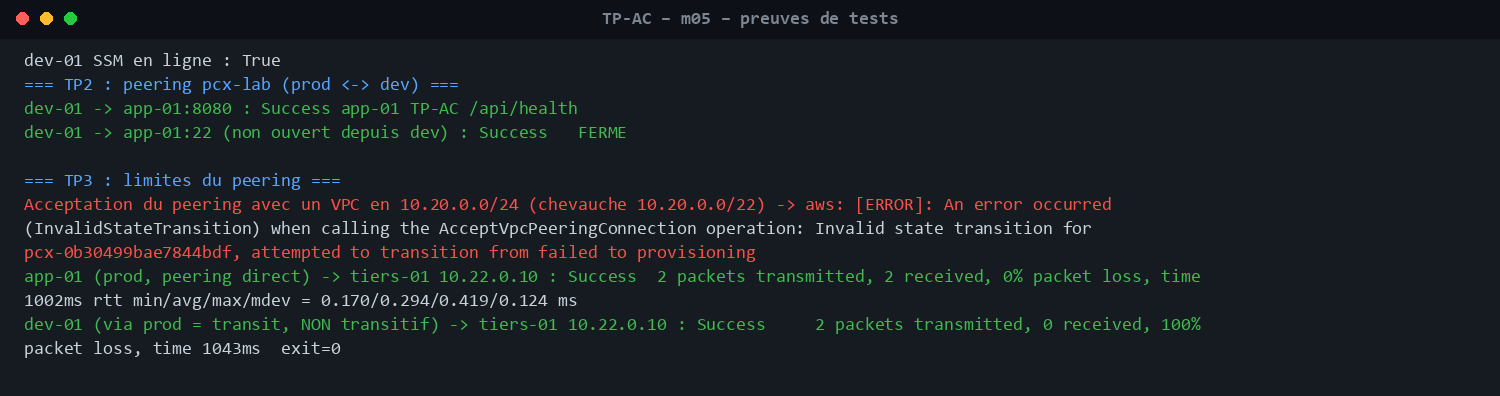 TP-AC – m05 – preuves de tests
dev-01 SSM en ligne : True
=== TP2 : peering pcx-lab (prod <-> dev) ===
dev-01 -> app-01:8080 : Success app-01 TP-AC /api/health
dev-01 -> app-01:22 (non ouvert depuis dev) : Success   FERME
=== TP3 : limites du peering ===
Acceptation du peering avec un VPC en 10.20.0.0/24 (chevauche 10.20.0.0/22) -> aws: [ERROR]: An error occurred
(InvalidStateTransition) when calling the AcceptVpcPeeringConnection operation: Invalid state transition for
pcx-0b30499bae7844bdf, attempted to transition from failed to provisioning
app-01 (prod, peering direct) -> tiers-01 10.22.0.10 : Success  2 packets transmitted, 2 received, 0% packet loss, time
1002ms rtt min/avg/max/mdev = 0.170/0.294/0.419/0.124 ms
dev-01 (via prod = transit, NON transitif) -> tiers-01 10.22.0.10 : Success     2 packets transmitted, 0 received, 100%
packet loss, time 1043ms  exit=0